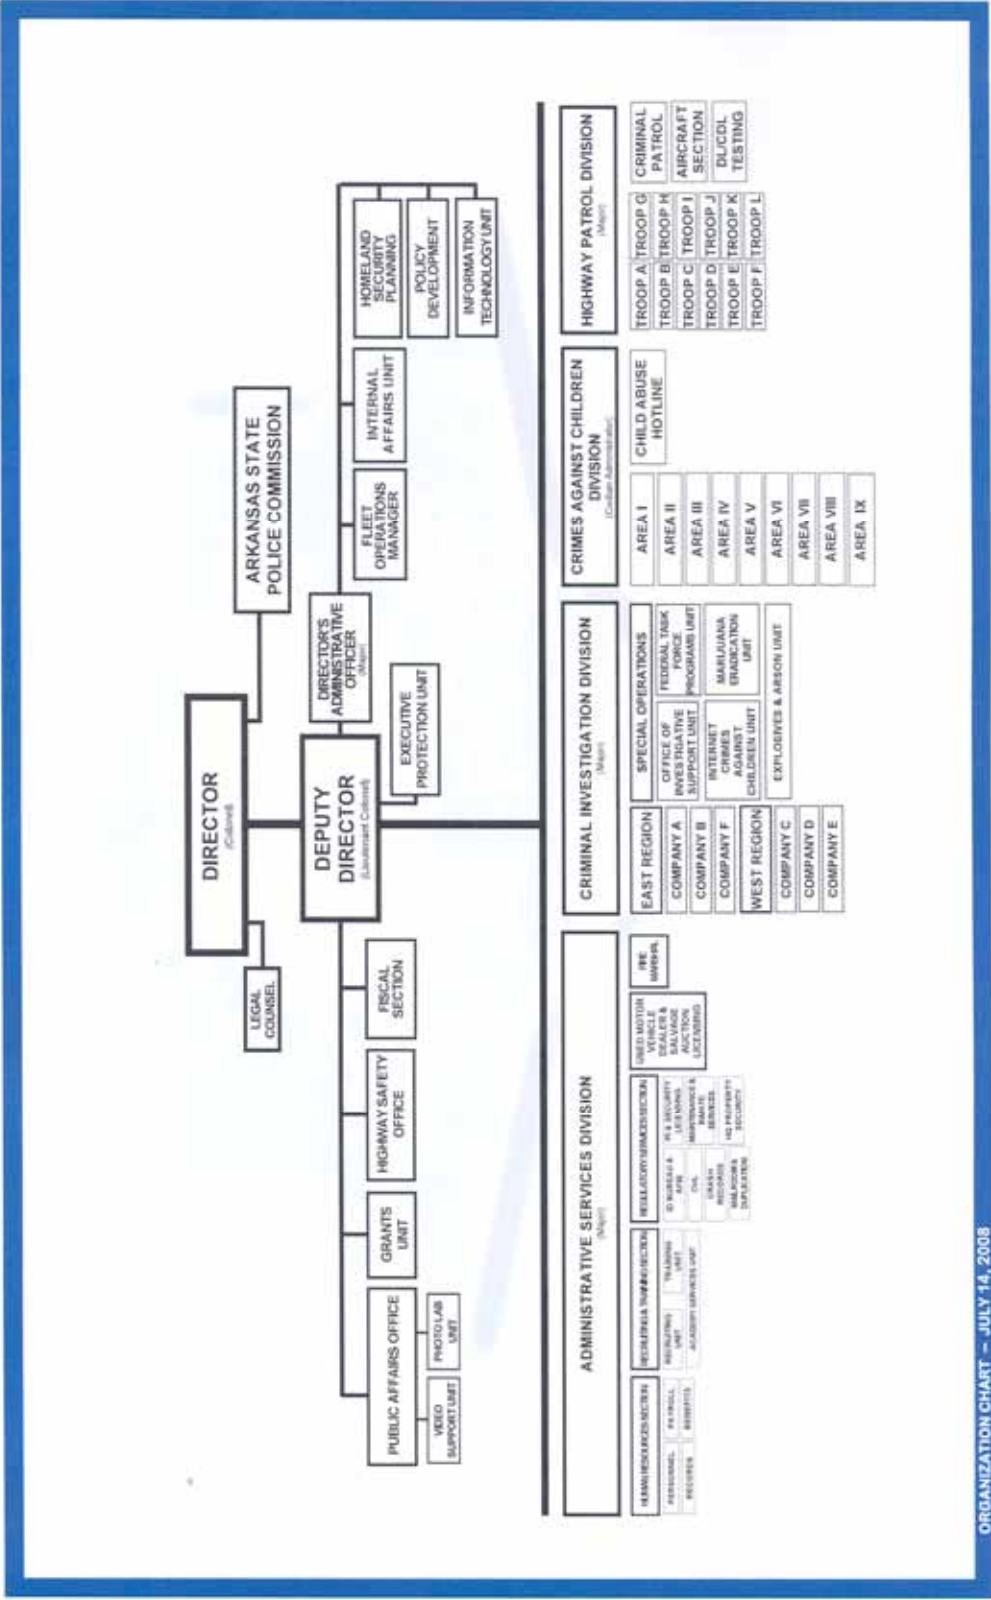 DIRECTOR
(Colonel)
ARKANSAS STATE
POLICE COMMISSION
LEGAL
COUNSEL
DEPUTY
DIRECTOR
(Lieutenant Colonel)
DIRECTOR'S
ADMINISTRATIVE
OFFICER
(Major)
EXECUTIVE
PROTECTION UNIT
PUBLIC AFFAIRS OFFICE
VIDEO
SUPPORT UNIT
PHOTO LAB
UNIT
GRANTS
UNIT
HIGHWAY SAFETY
OFFICE
FISCAL
SECTION
FLEET
OPERATIONS
MANAGER
INTERNAL
AFFAIRS UNIT
HOMELAND
SECURITY
PLANNING
POLICY
DEVELOPMENT
INFORMATION
TECHNOLOGY UNIT
ADMINISTRATIVE SERVICES DIVISION
(Major)
HUMAN RESOURCES SECTION
PERSONNEL
PAYROLL
RECORDS
BENEFITS
RECRUITING & TRAINING SECTION
RECRUITING
UNIT
TRAINING
UNIT
ACADEMY SERVICES UNIT
REGULATORY SERVICES SECTION
ID BUREAU &
AFIS
PI & SECURITY
LICENSING
MAINTENANCE &
SERVICES
CRASH
RECORDS
HQ PROPERTY
SECURITY
MAILROOM &
DUPLICATION
USED MOTOR
VEHICLE
DEALER &
SALVAGE
AUCTION
LICENSING
FIRE
MARSHAL
CRIMINAL INVESTIGATION DIVISION
(Major)
EAST REGION
COMPANY A
COMPANY B
COMPANY F
WEST REGION
COMPANY C
COMPANY D
COMPANY E
SPECIAL OPERATIONS
OFFICE OF
INVESTIGATIVE
SUPPORT UNIT
FEDERAL TASK
FORCE
PROGRAMS UNIT
INTERNET
CRIMES
AGAINST
CHILDREN UNIT
MARIJUANA
ERADICATION
UNIT
EXPLOSIVES & ARSON UNIT
CRIMES AGAINST CHILDREN
DIVISION
(Civilian Administrator)
AREA I
AREA II
AREA III
AREA IV
AREA V
AREA VI
AREA VII
AREA VIII
AREA IX
CHILD ABUSE
HOTLINE
HIGHWAY PATROL DIVISION
(Major)
TROOP A TROOP G
TROOP B TROOP H
TROOP C TROOP I
TROOP D TROOP J
TROOP E TROOP K
TROOP F TROOP L
CRIMINAL
PATROL
AIRCRAFT
SECTION
DL/CDL
TESTING
ORGANIZATION CHART – JULY 14, 2008